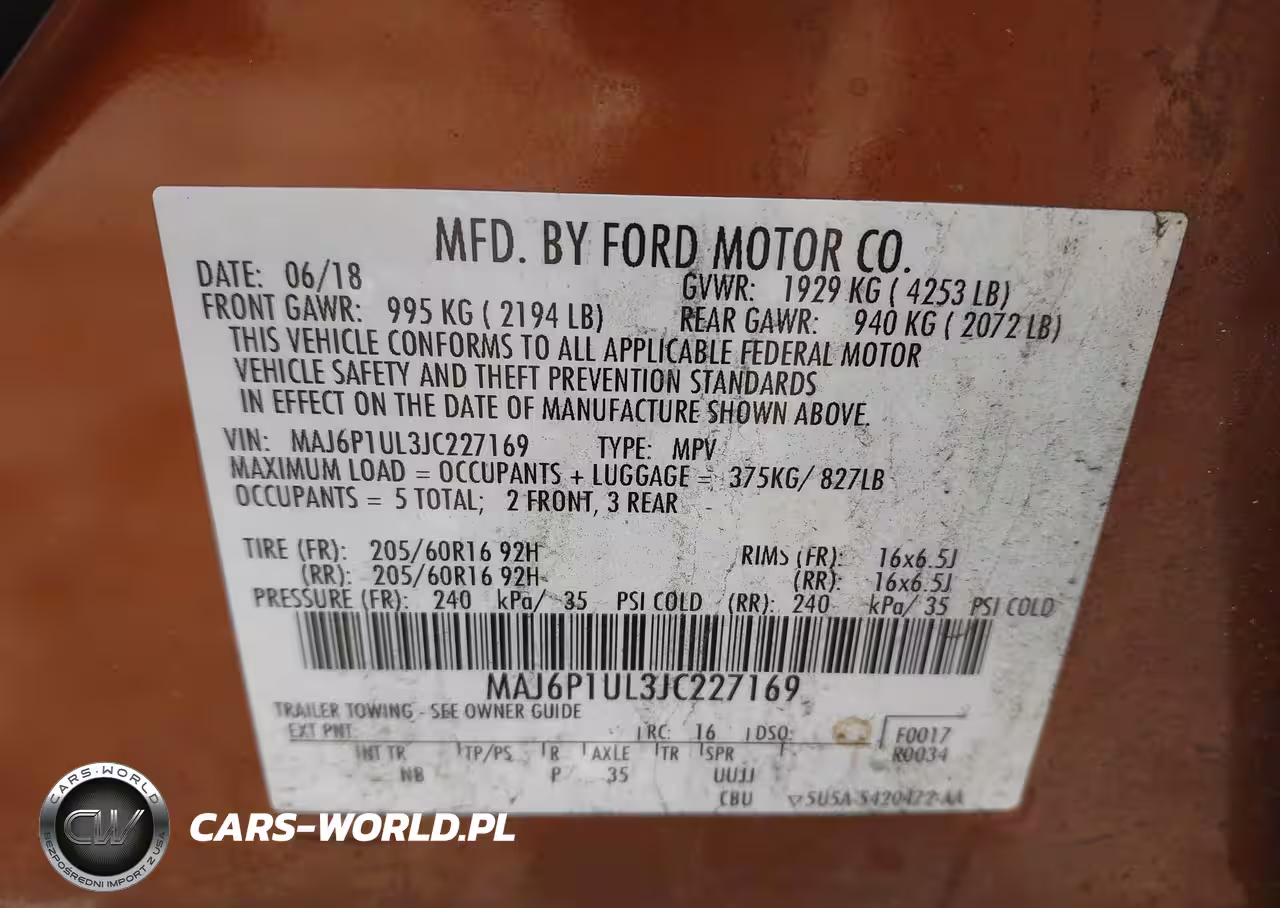 MFD. BY FORD MOTOR CO.
DATE: 06/18 GVWR: 1929 KG ( 4253 LB)
FRONT GAWR: 995 KG ( 2194 LB) REAR GAWR: 940 KG ( 2072 LB)
THIS VEHICLE CONFORMS TO ALL APPLICABLE FEDERAL MOTOR
VEHICLE SAFETY AND THEFT PREVENTION STANDARDS
IN EFFECT ON THE DATE OF MANUFACTURE SHOWN ABOVE.
VIN: MAJ6P1UL3JC227169 TYPE: MPV
MAXIMUM LOAD = OCCUPANTS + LUGGAGE = 375KG/ 827LB
OCCUPANTS = 5 TOTAL; 2 FRONT, 3 REAR
TIRE (FR): 205/60R16 92H RIMS (FR): 16x6.5J
(RR): 205/60R16 92H (RR): 16x6.5J
PRESSURE (FR): 240 kPa/ 35 PSI COLD (RR): 240 kPa/ 35 PSI COLD
MAJ6P1UL3JC227169
TRAILER TOWING - SEE OWNER GUIDE
EXT PNT: RC: 16 DSO: F0017
INT TR TP/PS R AXLE TR SPR R0034
NB P 35 UUJJ
CBU 5U5A-5420472-AA
CARS-WORLD
CW
BEZPOŚREDNI IMPORT Z USA
CARS-WORLD.PL